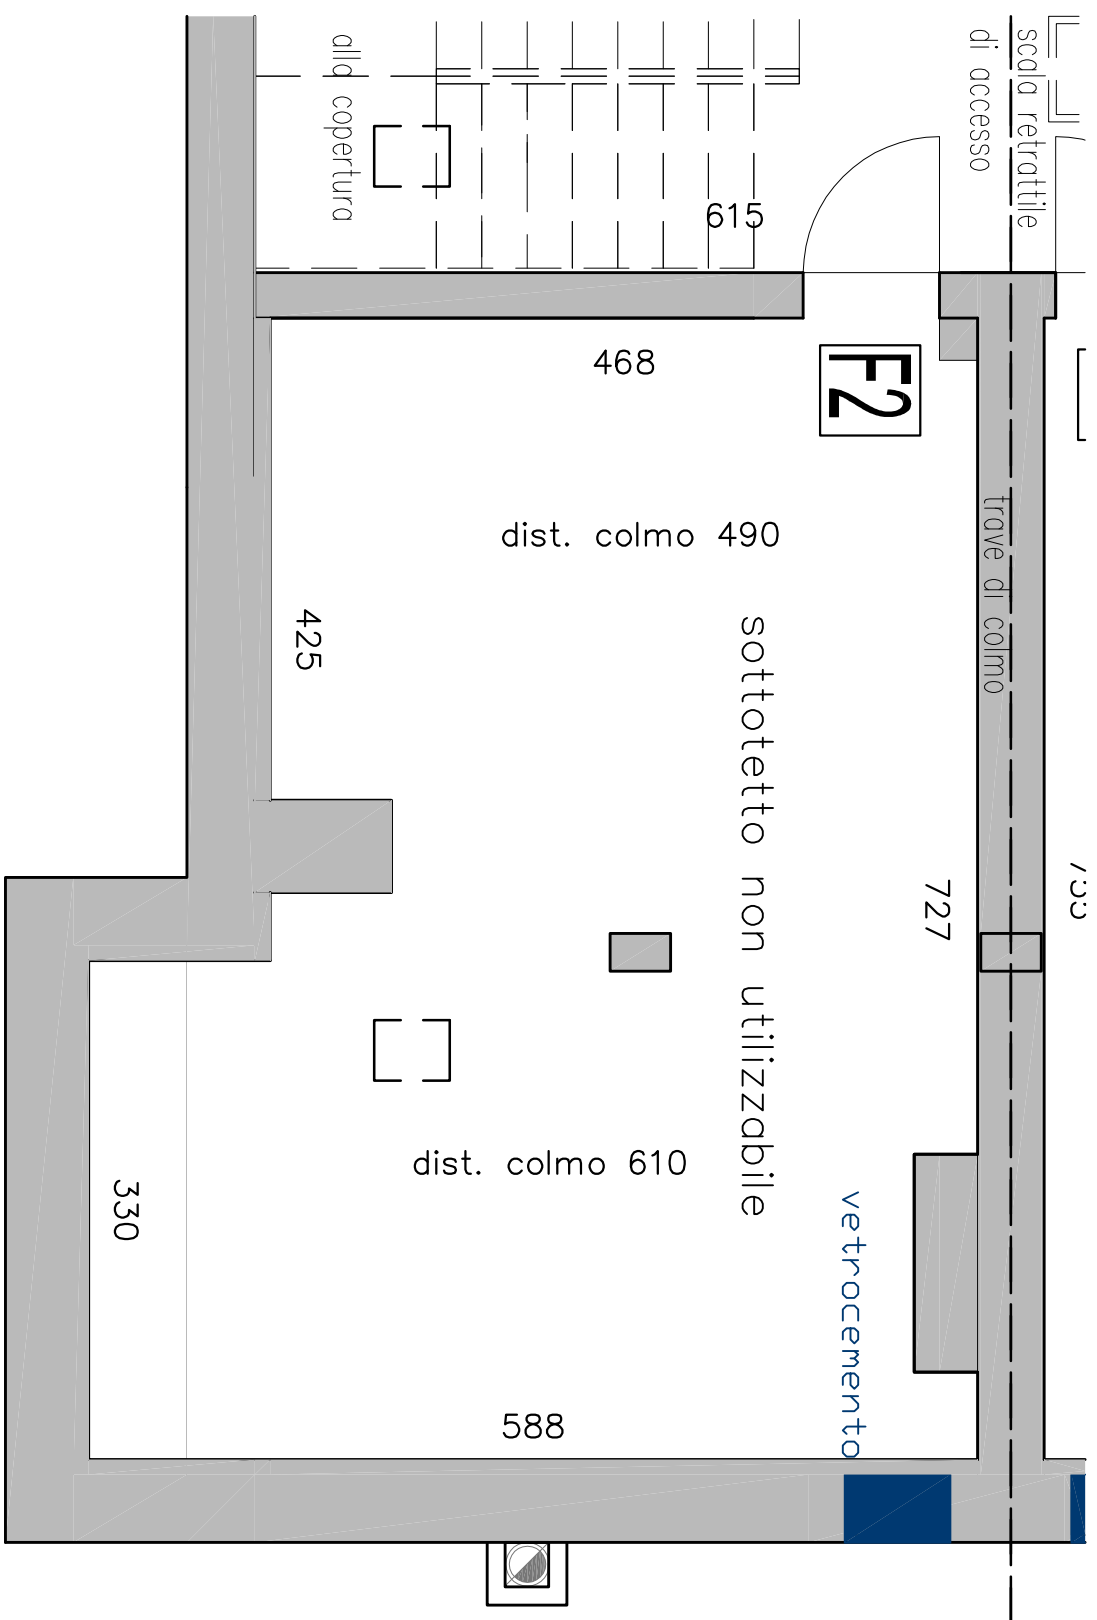 alla copertura
scala retrattile
di accesso
615
468
F2
dist. colmo 490
trave di colmo
425
sottotetto non utilizzabile
727
dist. colmo 610
330
vetrocemento
588